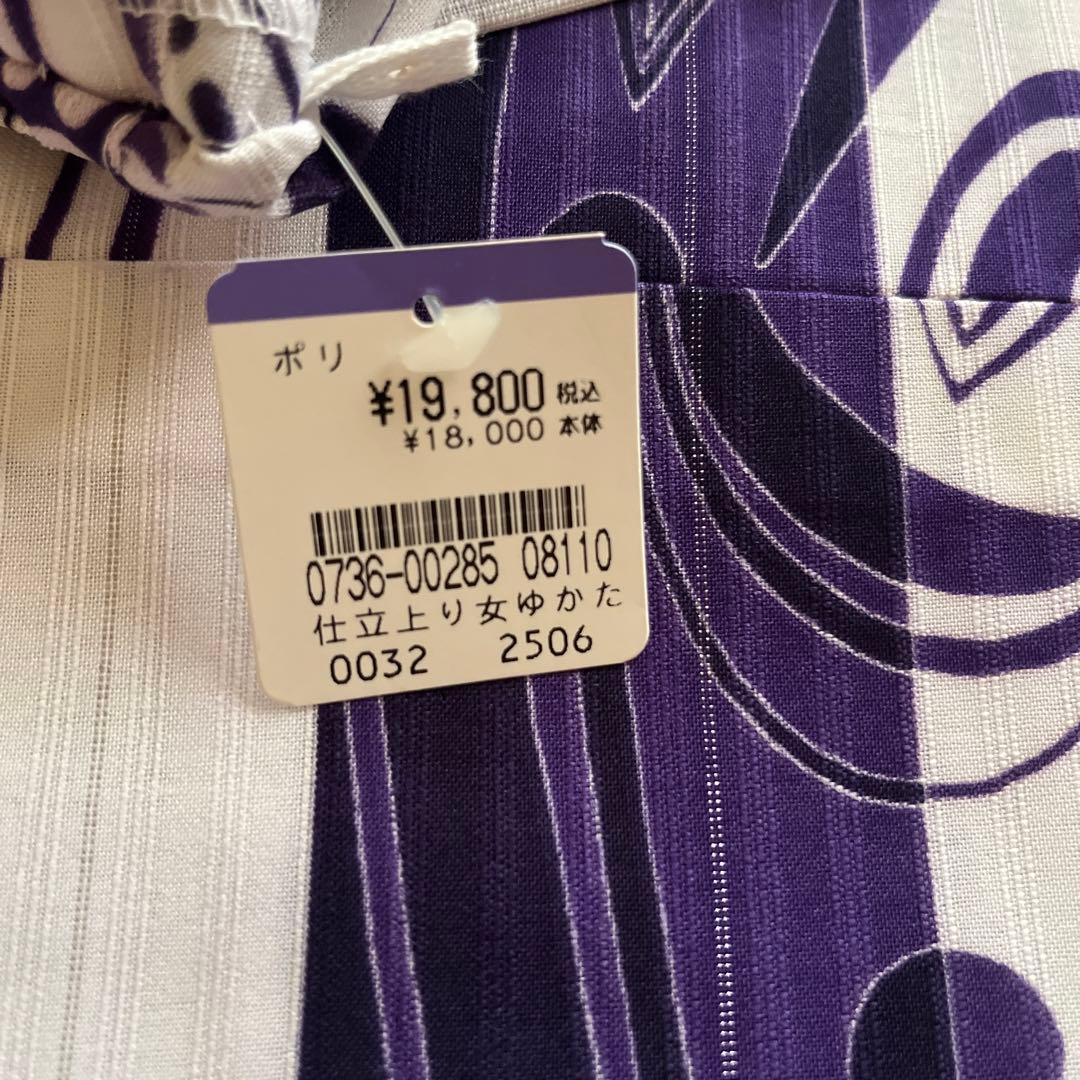 ポリ
¥19,800 税込
¥18,000 本体
0736-00285 08110
仕立上り女ゆかた
0032 2506